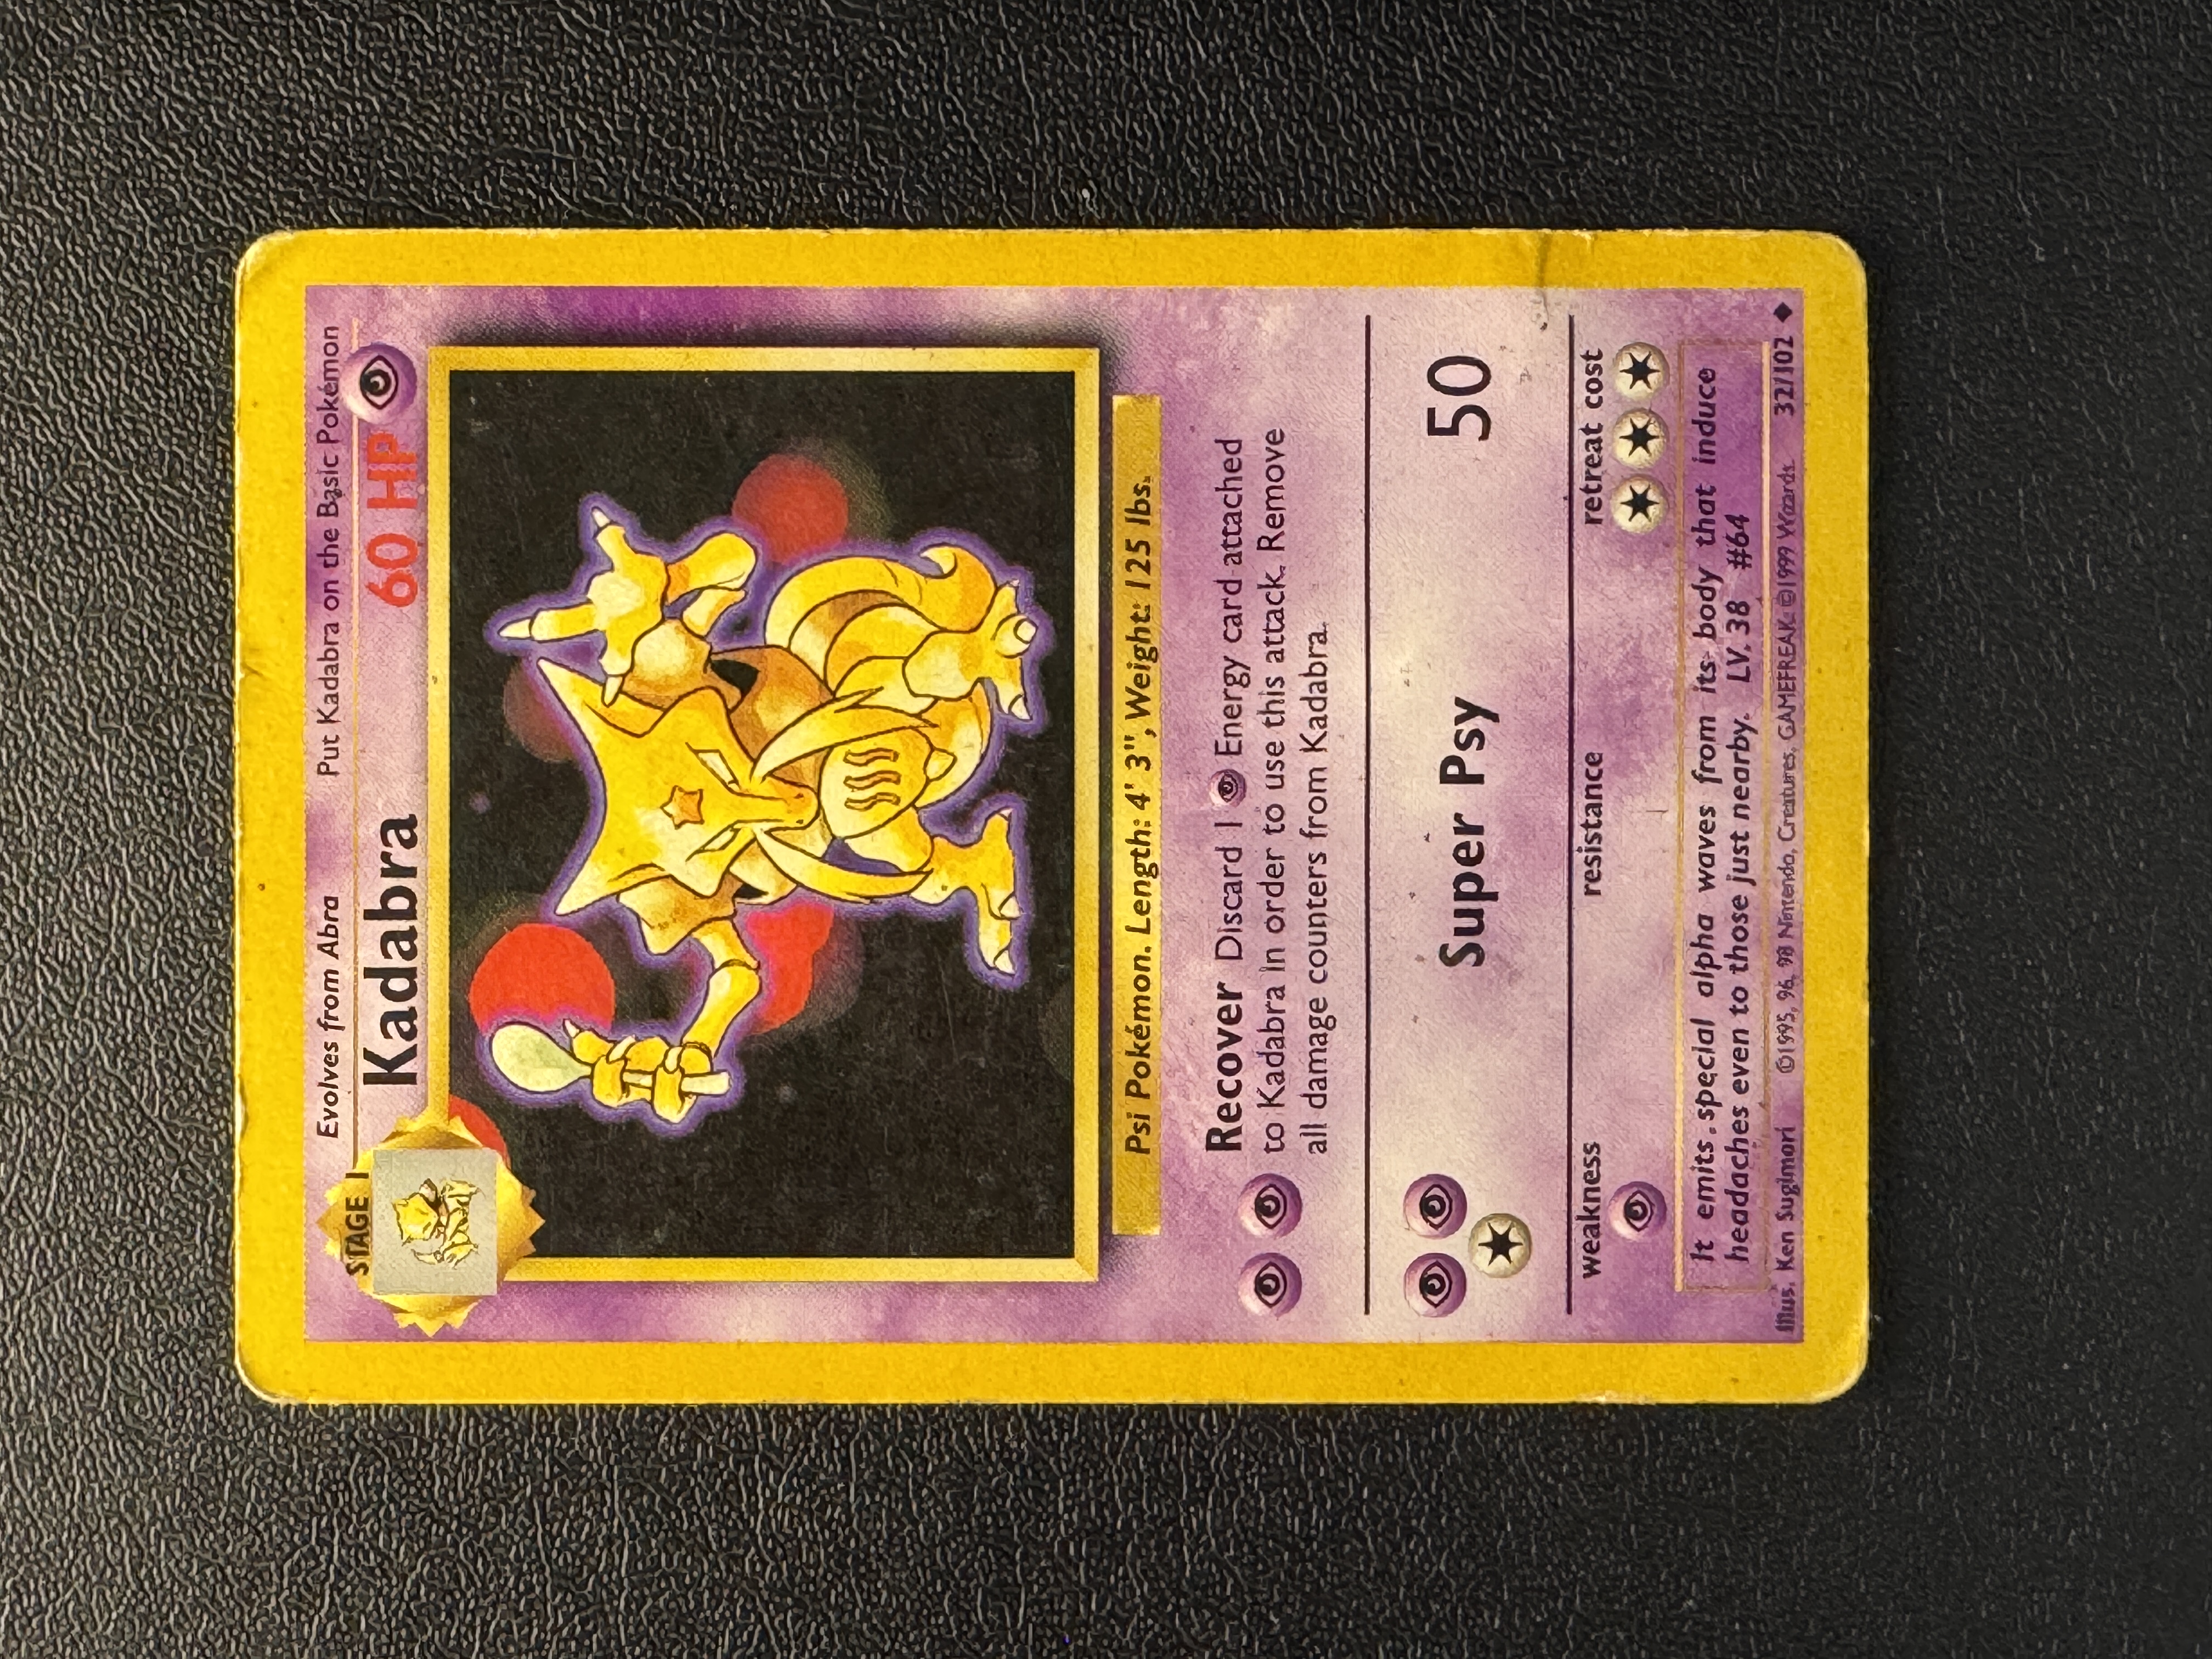 STAGE 1
Evolves from Abra
Put Kadabra on the Basic Pokémon
Kadabra
60 HP
Psi Pokémon. Length: 4' 3", Weight: 125 lbs.
Recover Discard 1 Energy card attached
to Kadabra in order to use this attack. Remove
all damage counters from Kadabra.
Super Psy 50
weakness resistance retreat cost
It emits special alpha waves from its body that induce
headaches even to those just nearby. LV. 38 #64
Illus. Ken Sugimori ©1995, 96, 98 Nintendo, Creatures, GAMEFREAK. ©1999 Wizards. 32/102